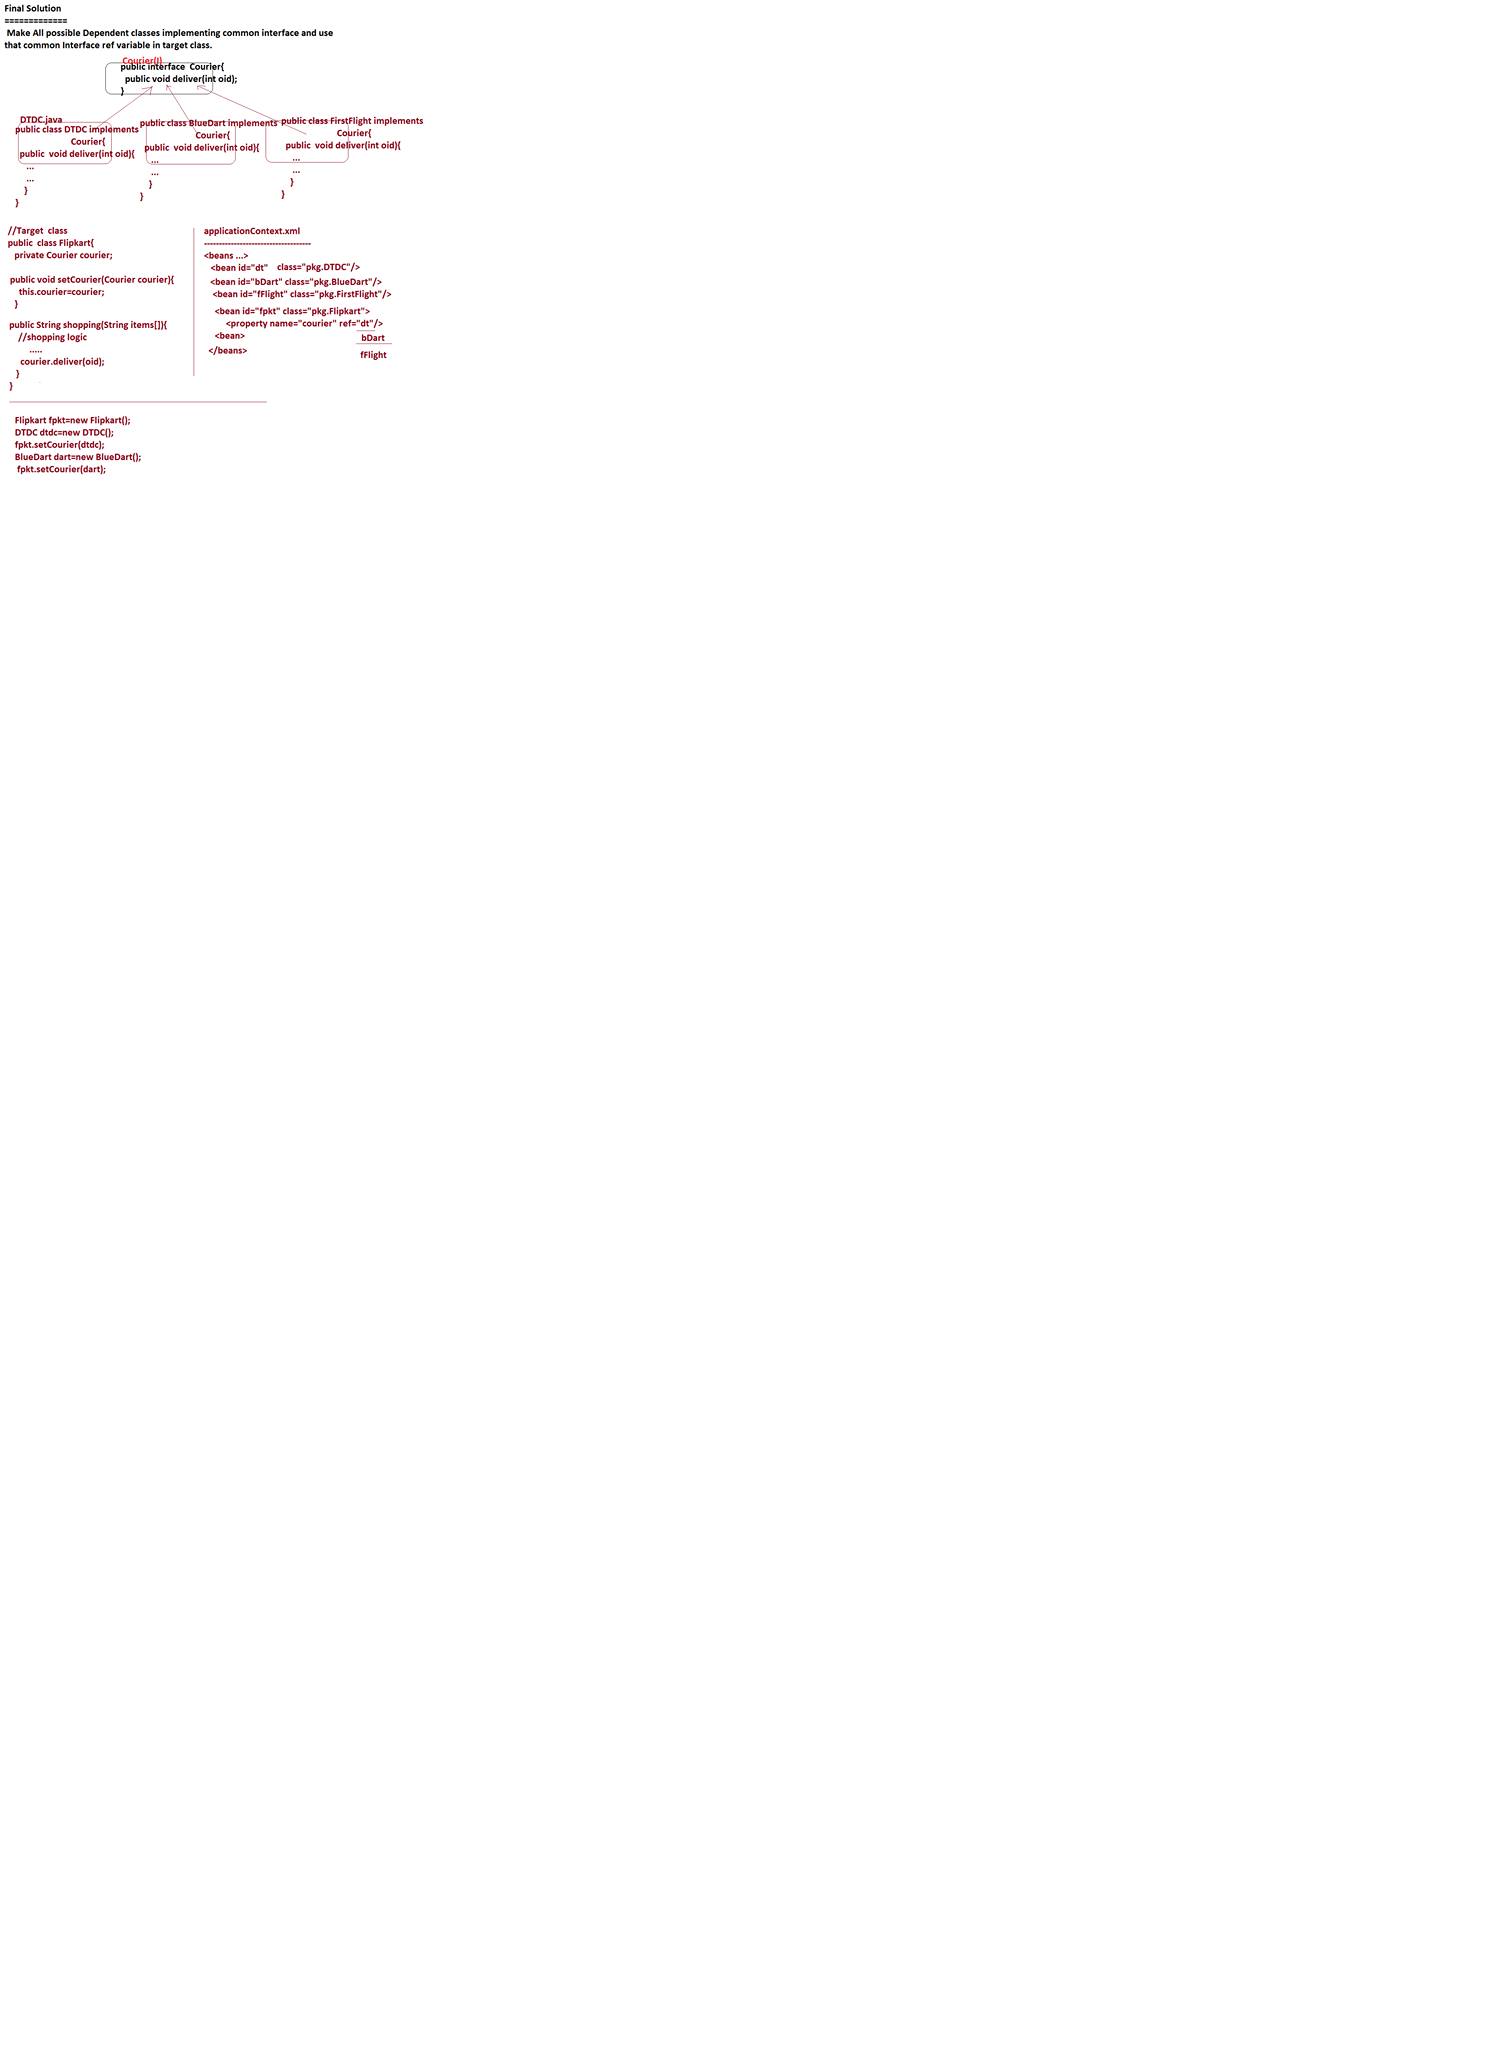 Final Solution
=============
Make All possible Dependent classes implementing common interface and use
that common Interface ref variable in target class.
Courier(I)
public interface Courier{
public void deliver(int oid);
}
DTDC.java
public class DTDC implements
Courier{
public void deliver(int oid){
...
...
}
}
public class BlueDart implements
Courier{
public void deliver(int oid){
...
...
}
}
public class FirstFlight implements
Courier{
public void deliver(int oid){
...
...
}
}
//Target class
public class Flipkart{
private Courier courier;
public void setCourier(Courier courier){
this.courier=courier;
}
public String shopping(String items[]){
//shopping logic
.....
courier.deliver(oid);
}
}
applicationContext.xml
------------------------------------
<beans ...>
<bean id="dt" class="pkg.DTDC"/>
<bean id="bDart" class="pkg.BlueDart"/>
<bean id="fFlight" class="pkg.FirstFlight"/>
<bean id="fpkt" class="pkg.Flipkart">
<property name="courier" ref="dt"/>
<bean>
bDart
</beans>
fFlight
Flipkart fpkt=new Flipkart();
DTDC dtdc=new DTDC();
fpkt.setCourier(dtdc);
BlueDart dart=new BlueDart();
fpkt.setCourier(dart);